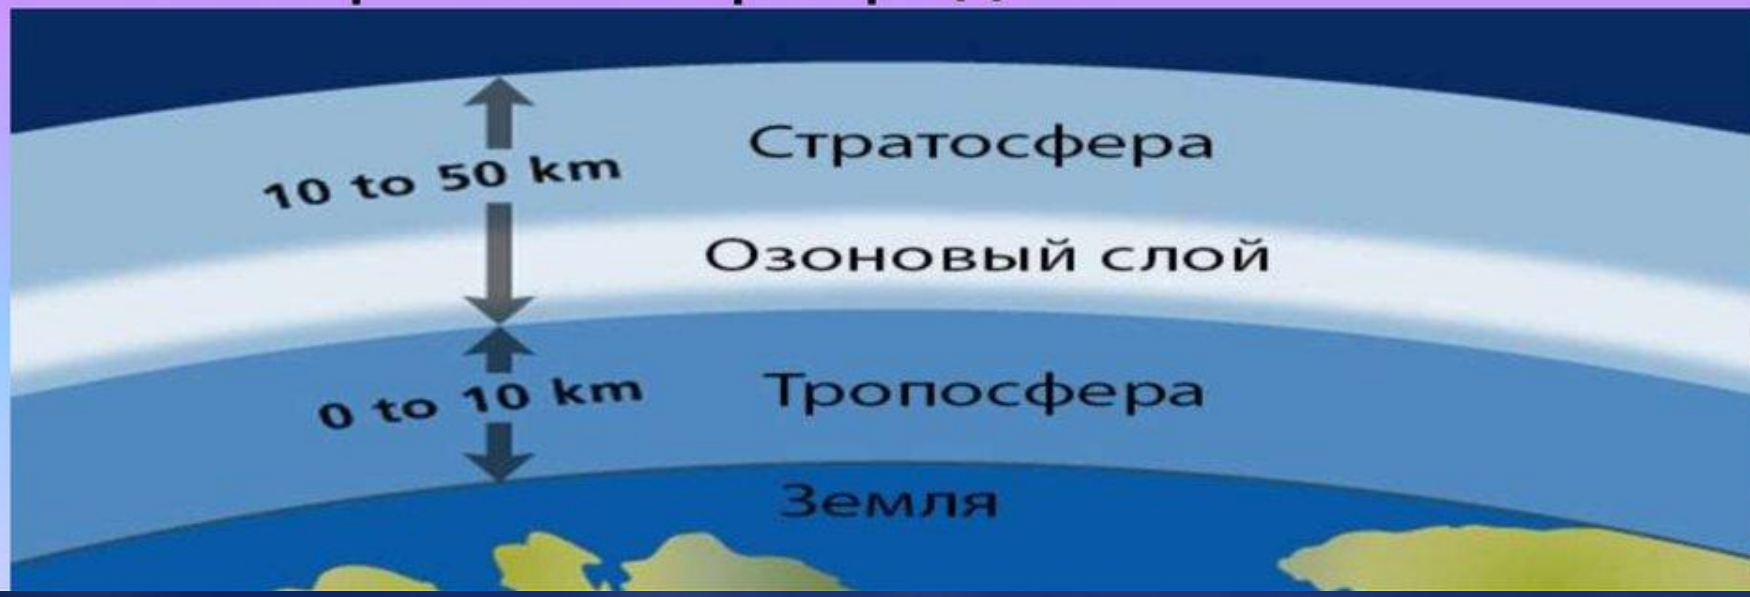 Стратосфера
10 to 50 km
Озоновый слой
Тропосфера
0 to 10 km
Земля